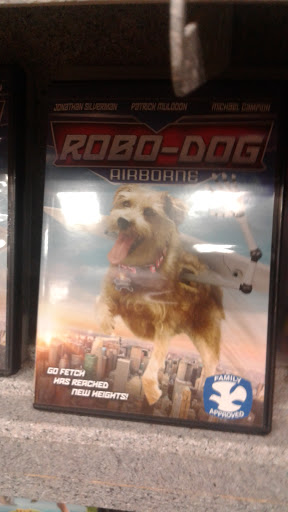 JONATHAN SILVERMAN PATRICK MULDOON MICHAEL CAMPION
ROBO-DOG
AIRBORNE
GO FETCH
HAS REACHED
NEW HEIGHTS!
FAMILY
APPROVED